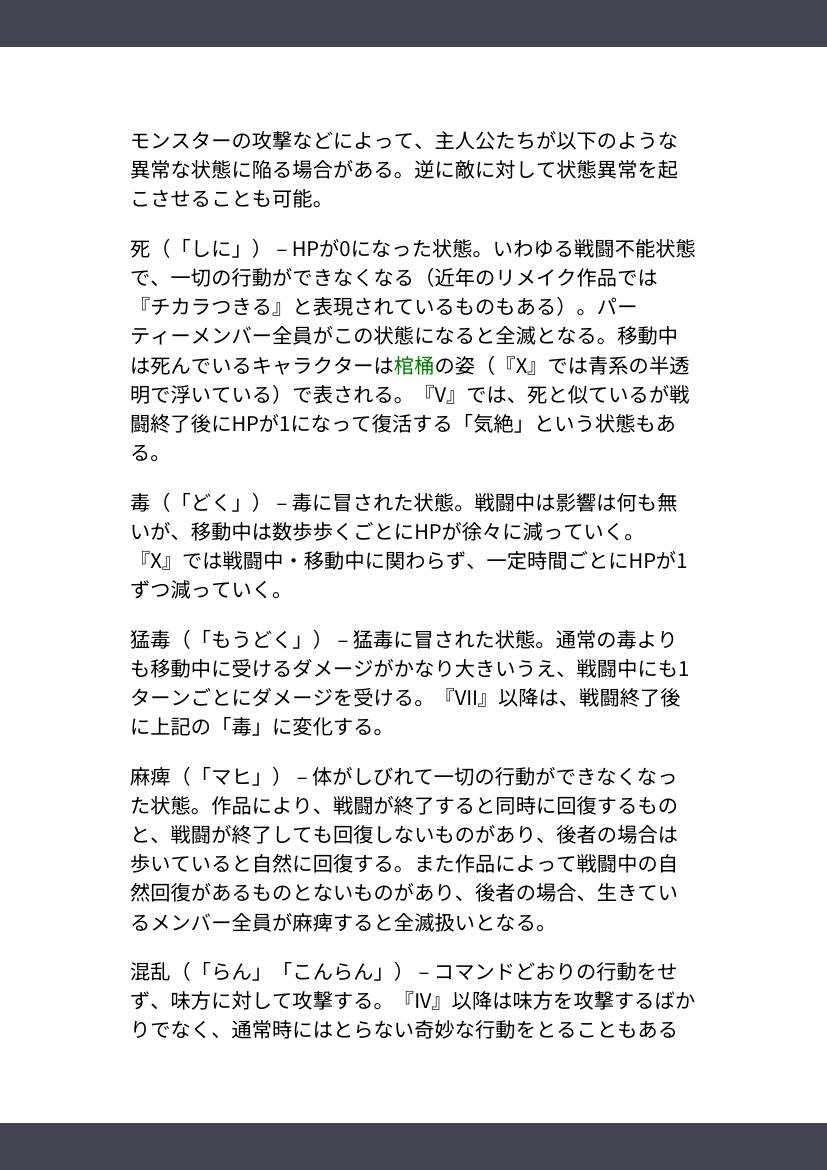 モンスターの攻撃などによって、主人公たちが以下のような
異常な状態に陥る場合がある。逆に敵に対して状態異常を起
こさせることも可能。
死（「しに」） – HPが0になった状態。いわゆる戦闘不能状態
で、一切の行動ができなくなる（近年のリメイク作品では
『チカラつきる』と表現されているものもある）。パー
ティーメンバー全員がこの状態になると全滅となる。移動中
は死んでいるキャラクターは棺桶の姿（『X』では青系の半透
明で浮いている）で表される。『V』では、死と似ているが戦
闘終了後にHPが1になって復活する「気絶」という状態もあ
る。
毒（「どく」） – 毒に冒された状態。戦闘中は影響は何も無
いが、移動中は数歩歩くごとにHPが徐々に減っていく。
『X』では戦闘中・移動中に関わらず、一定時間ごとにHPが1
ずつ減っていく。
猛毒（「もうどく」） – 猛毒に冒された状態。通常の毒より
も移動中に受けるダメージがかなり大きいうえ、戦闘中にも1
ターンごとにダメージを受ける。『VII』以降は、戦闘終了後
に上記の「毒」に変化する。
麻痺（「マヒ」） – 体がしびれて一切の行動ができなくなっ
た状態。作品により、戦闘が終了すると同時に回復するもの
と、戦闘が終了しても回復しないものがあり、後者の場合は
歩いていると自然に回復する。また作品によって戦闘中の自
然回復があるものとないものがあり、後者の場合、生きてい
るメンバー全員が麻痺すると全滅扱いとなる。
混乱（「らん」「こんらん」） – コマンドどおりの行動をせ
ず、味方に対して攻撃する。『IV』以降は味方を攻撃するばか
りでなく、通常時にはとらない奇妙な行動をとることもある